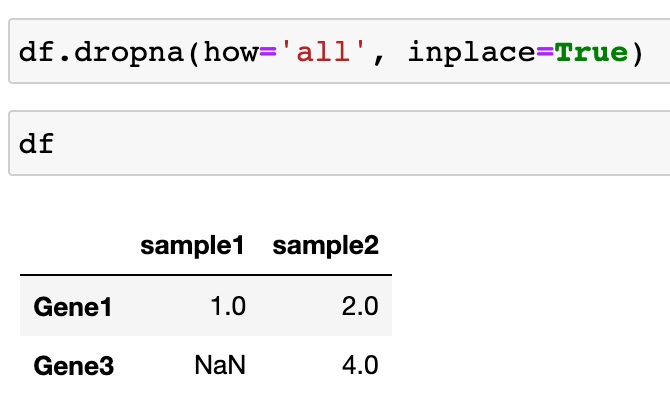 df.dropna(how='all', inplace=True)
df
sample1 sample2
Gene1 1.0 2.0
Gene3 NaN 4.0